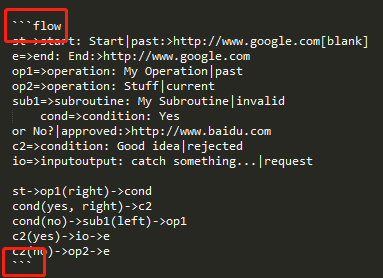 ```flow
st=>start: Start|past:>http://www.google.com[blank]
e=>end: End:>http://www.google.com
op1=>operation: My Operation|past
op2=>operation: Stuff|current
sub1=>subroutine: My Subroutine|invalid
cond=>condition: Yes
or No?|approved:>http://www.baidu.com
c2=>condition: Good idea|rejected
io=>inputoutput: catch something...|request
st->op1(right)->cond
cond(yes, right)->c2
cond(no)->sub1(left)->op1
c2(yes)->io->e
c2(no)->op2->e
```